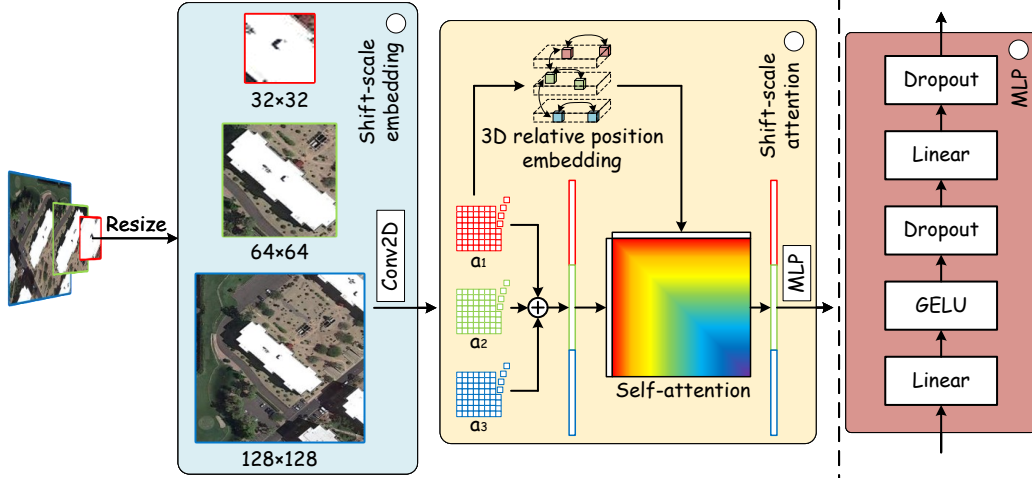 Resize
32×32
64×64
128×128
Shift-scale
embedding
Conv2D
3D relative position
embedding
a1
a2
a3
Self-attention
Shift-scale
attention
MLP
MLP
Dropout
Linear
Dropout
GELU
Linear